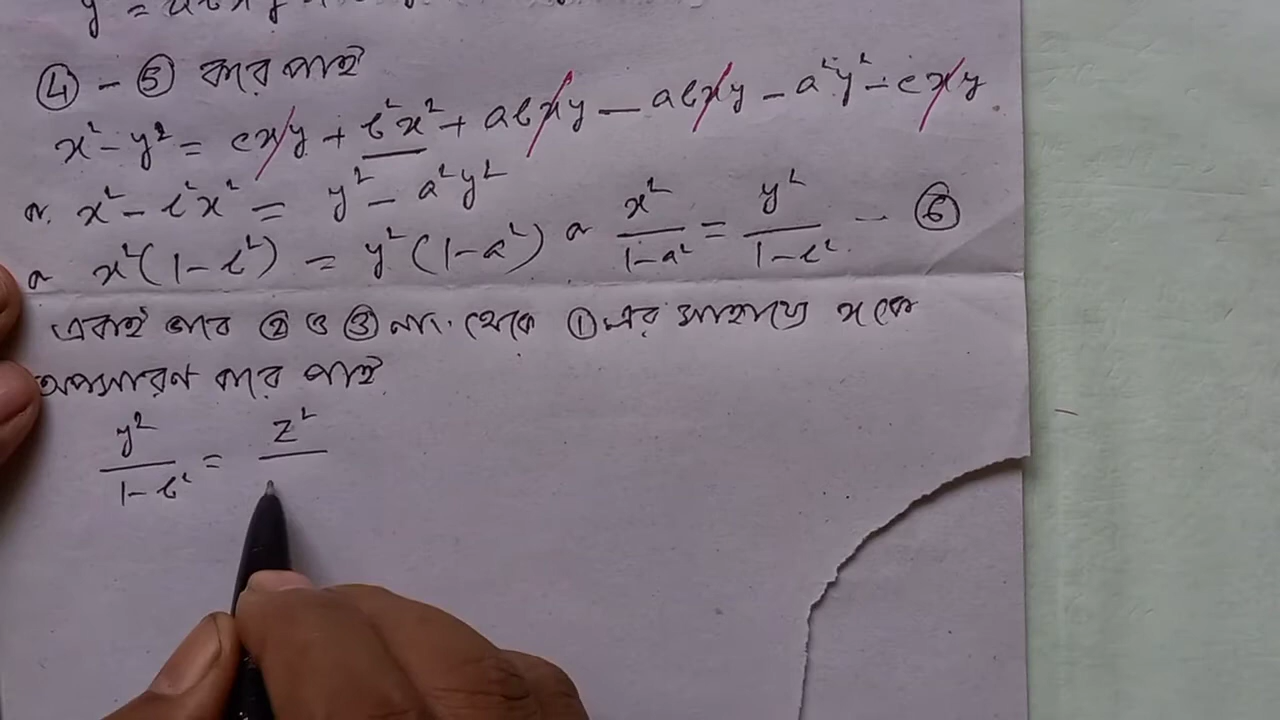 ④ - ⑤ করে পাই
x² - y² = cxy + b²x² + abxy - abxy - a²y² - cxy
বা x² - b²x² = y² - a²y²
বা x²(1-b²) = y²(1-a²) বা x²/1-a² = y²/1-b² - ⑥
একই ভাবে ② ও ③ নং থেকে ① এর সাহায্যে x কে
অপসারণ করে পাই
y²/1-b² = z²/